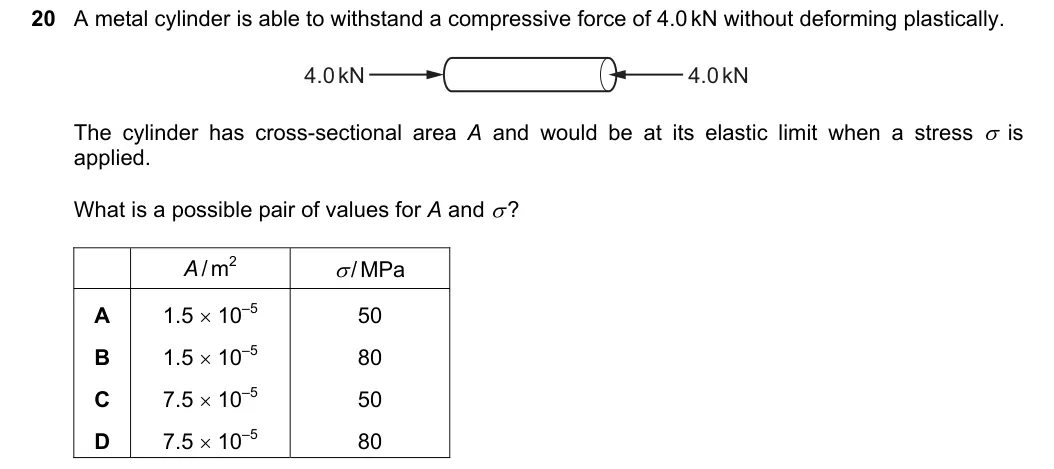 20 A metal cylinder is able to withstand a compressive force of 4.0 kN without deforming plastically.
4.0 kN 4.0 kN
The cylinder has cross-sectional area A and would be at its elastic limit when a stress σ is
applied.
What is a possible pair of values for A and σ?
A / m² σ / MPa
A 1.5 × 10⁻⁵ 50
B 1.5 × 10⁻⁵ 80
C 7.5 × 10⁻⁵ 50
D 7.5 × 10⁻⁵ 80